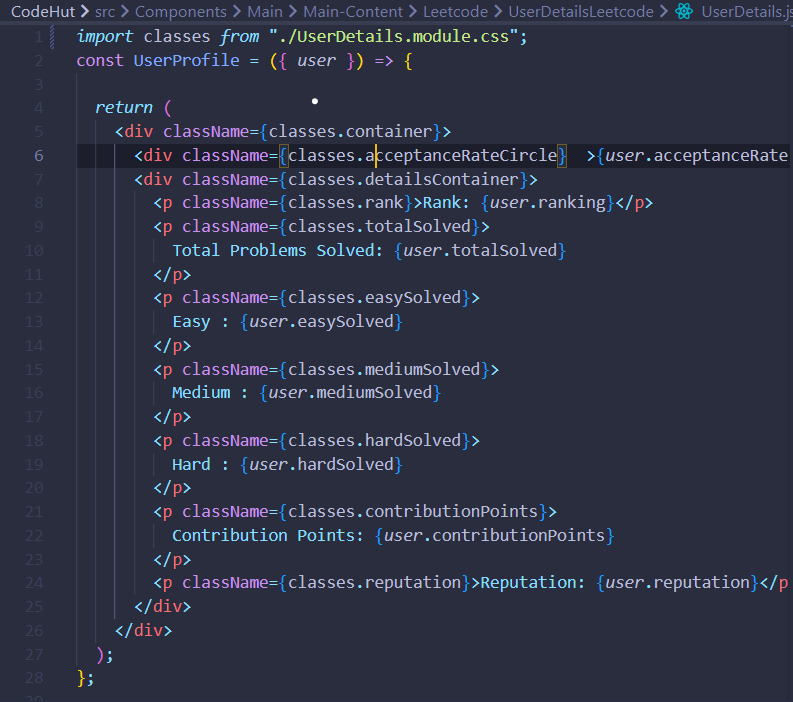 CodeHut > src > Components > Main > Main-Content > Leetcode > UserDetailsLeetcode > UserDetails.js
1 import classes from "./UserDetails.module.css";
2 const UserProfile = ({ user }) => {
3
4 return (
5 <div className={classes.container}>
6 <div className={classes.acceptanceRateCircle} >{user.acceptanceRate
7 <div className={classes.detailsContainer}>
8 <p className={classes.rank}>Rank: {user.ranking}</p>
9 <p className={classes.totalSolved}>
10 Total Problems Solved: {user.totalSolved}
11 </p>
12 <p className={classes.easySolved}>
13 Easy : {user.easySolved}
14 </p>
15 <p className={classes.mediumSolved}>
16 Medium : {user.mediumSolved}
17 </p>
18 <p className={classes.hardSolved}>
19 Hard : {user.hardSolved}
20 </p>
21 <p className={classes.contributionPoints}>
22 Contribution Points: {user.contributionPoints}
23 </p>
24 <p className={classes.reputation}>Reputation: {user.reputation}</p
25 </div>
26 </div>
27 );
28 };
29